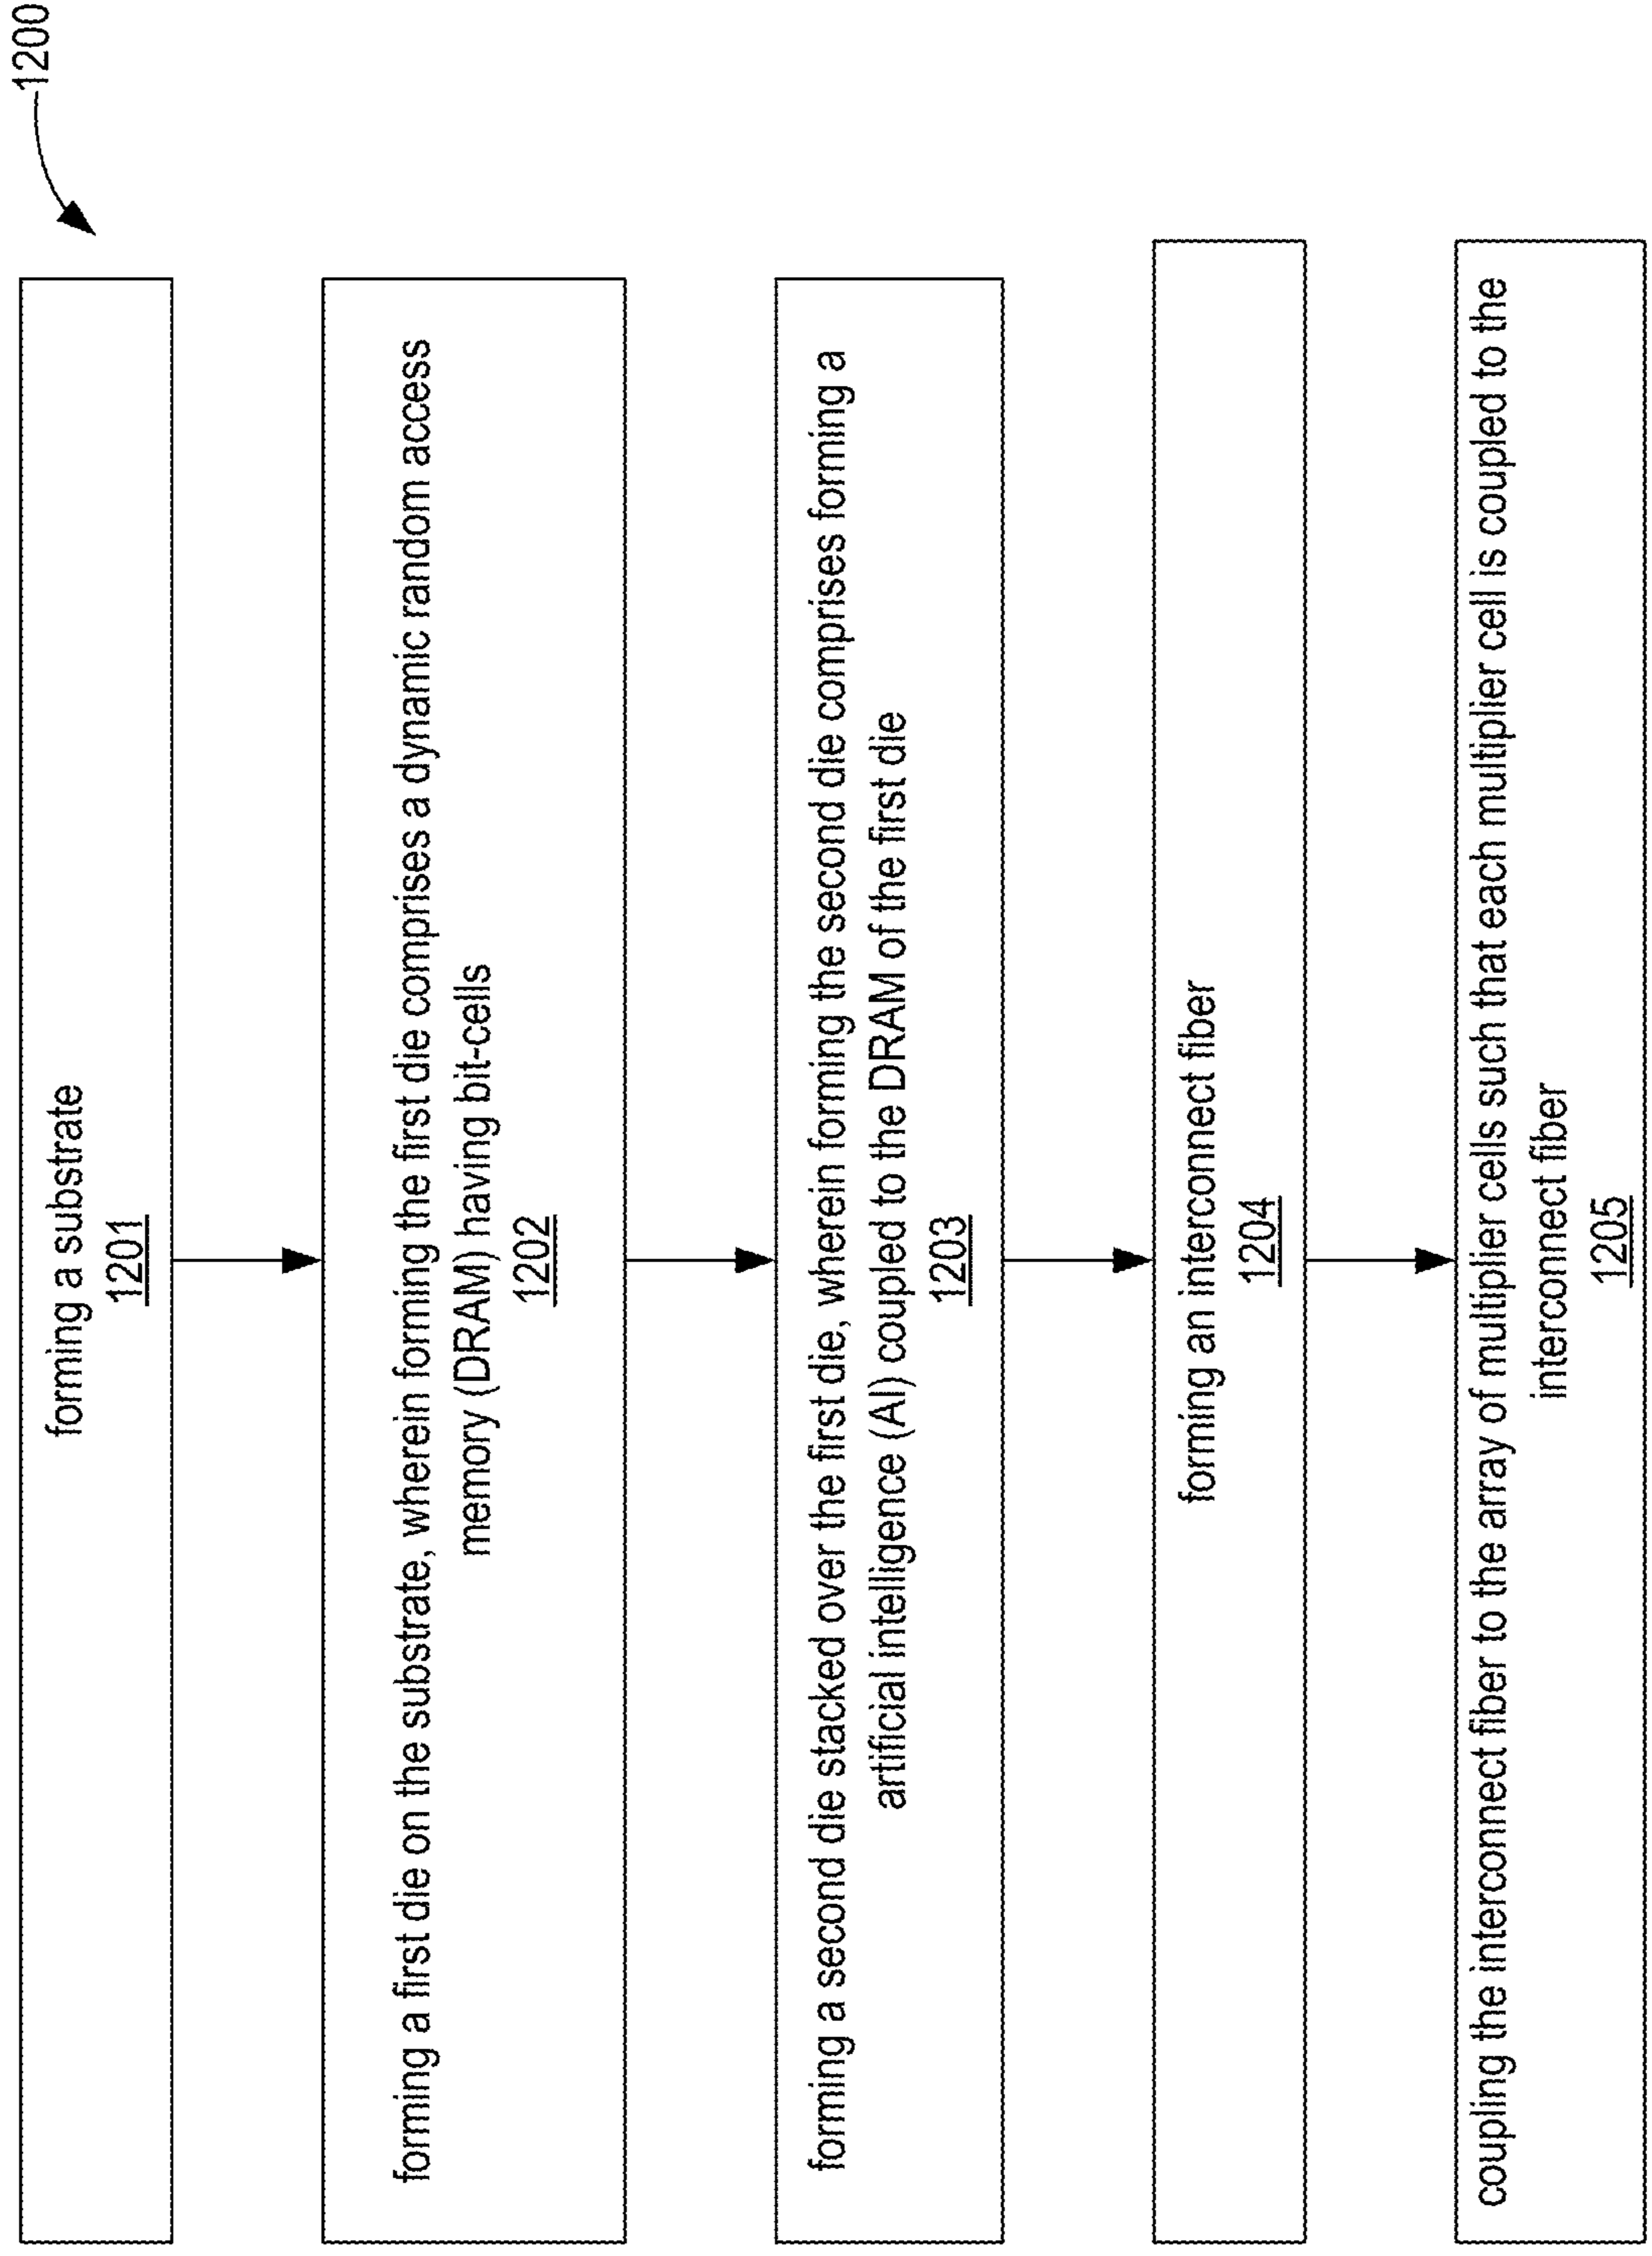 1200
forming a substrate
1201
forming a first die on the substrate, wherein forming the first die comprises a dynamic random access
memory (DRAM) having bit-cells
1202
forming a second die stacked over the first die, wherein forming the second die comprises forming a
artificial intelligence (AI) coupled to the DRAM of the first die
1203
forming an interconnect fiber
1204
coupling the interconnect fiber to the array of multiplier cells such that each multiplier cell is coupled to the
interconnect fiber
1205